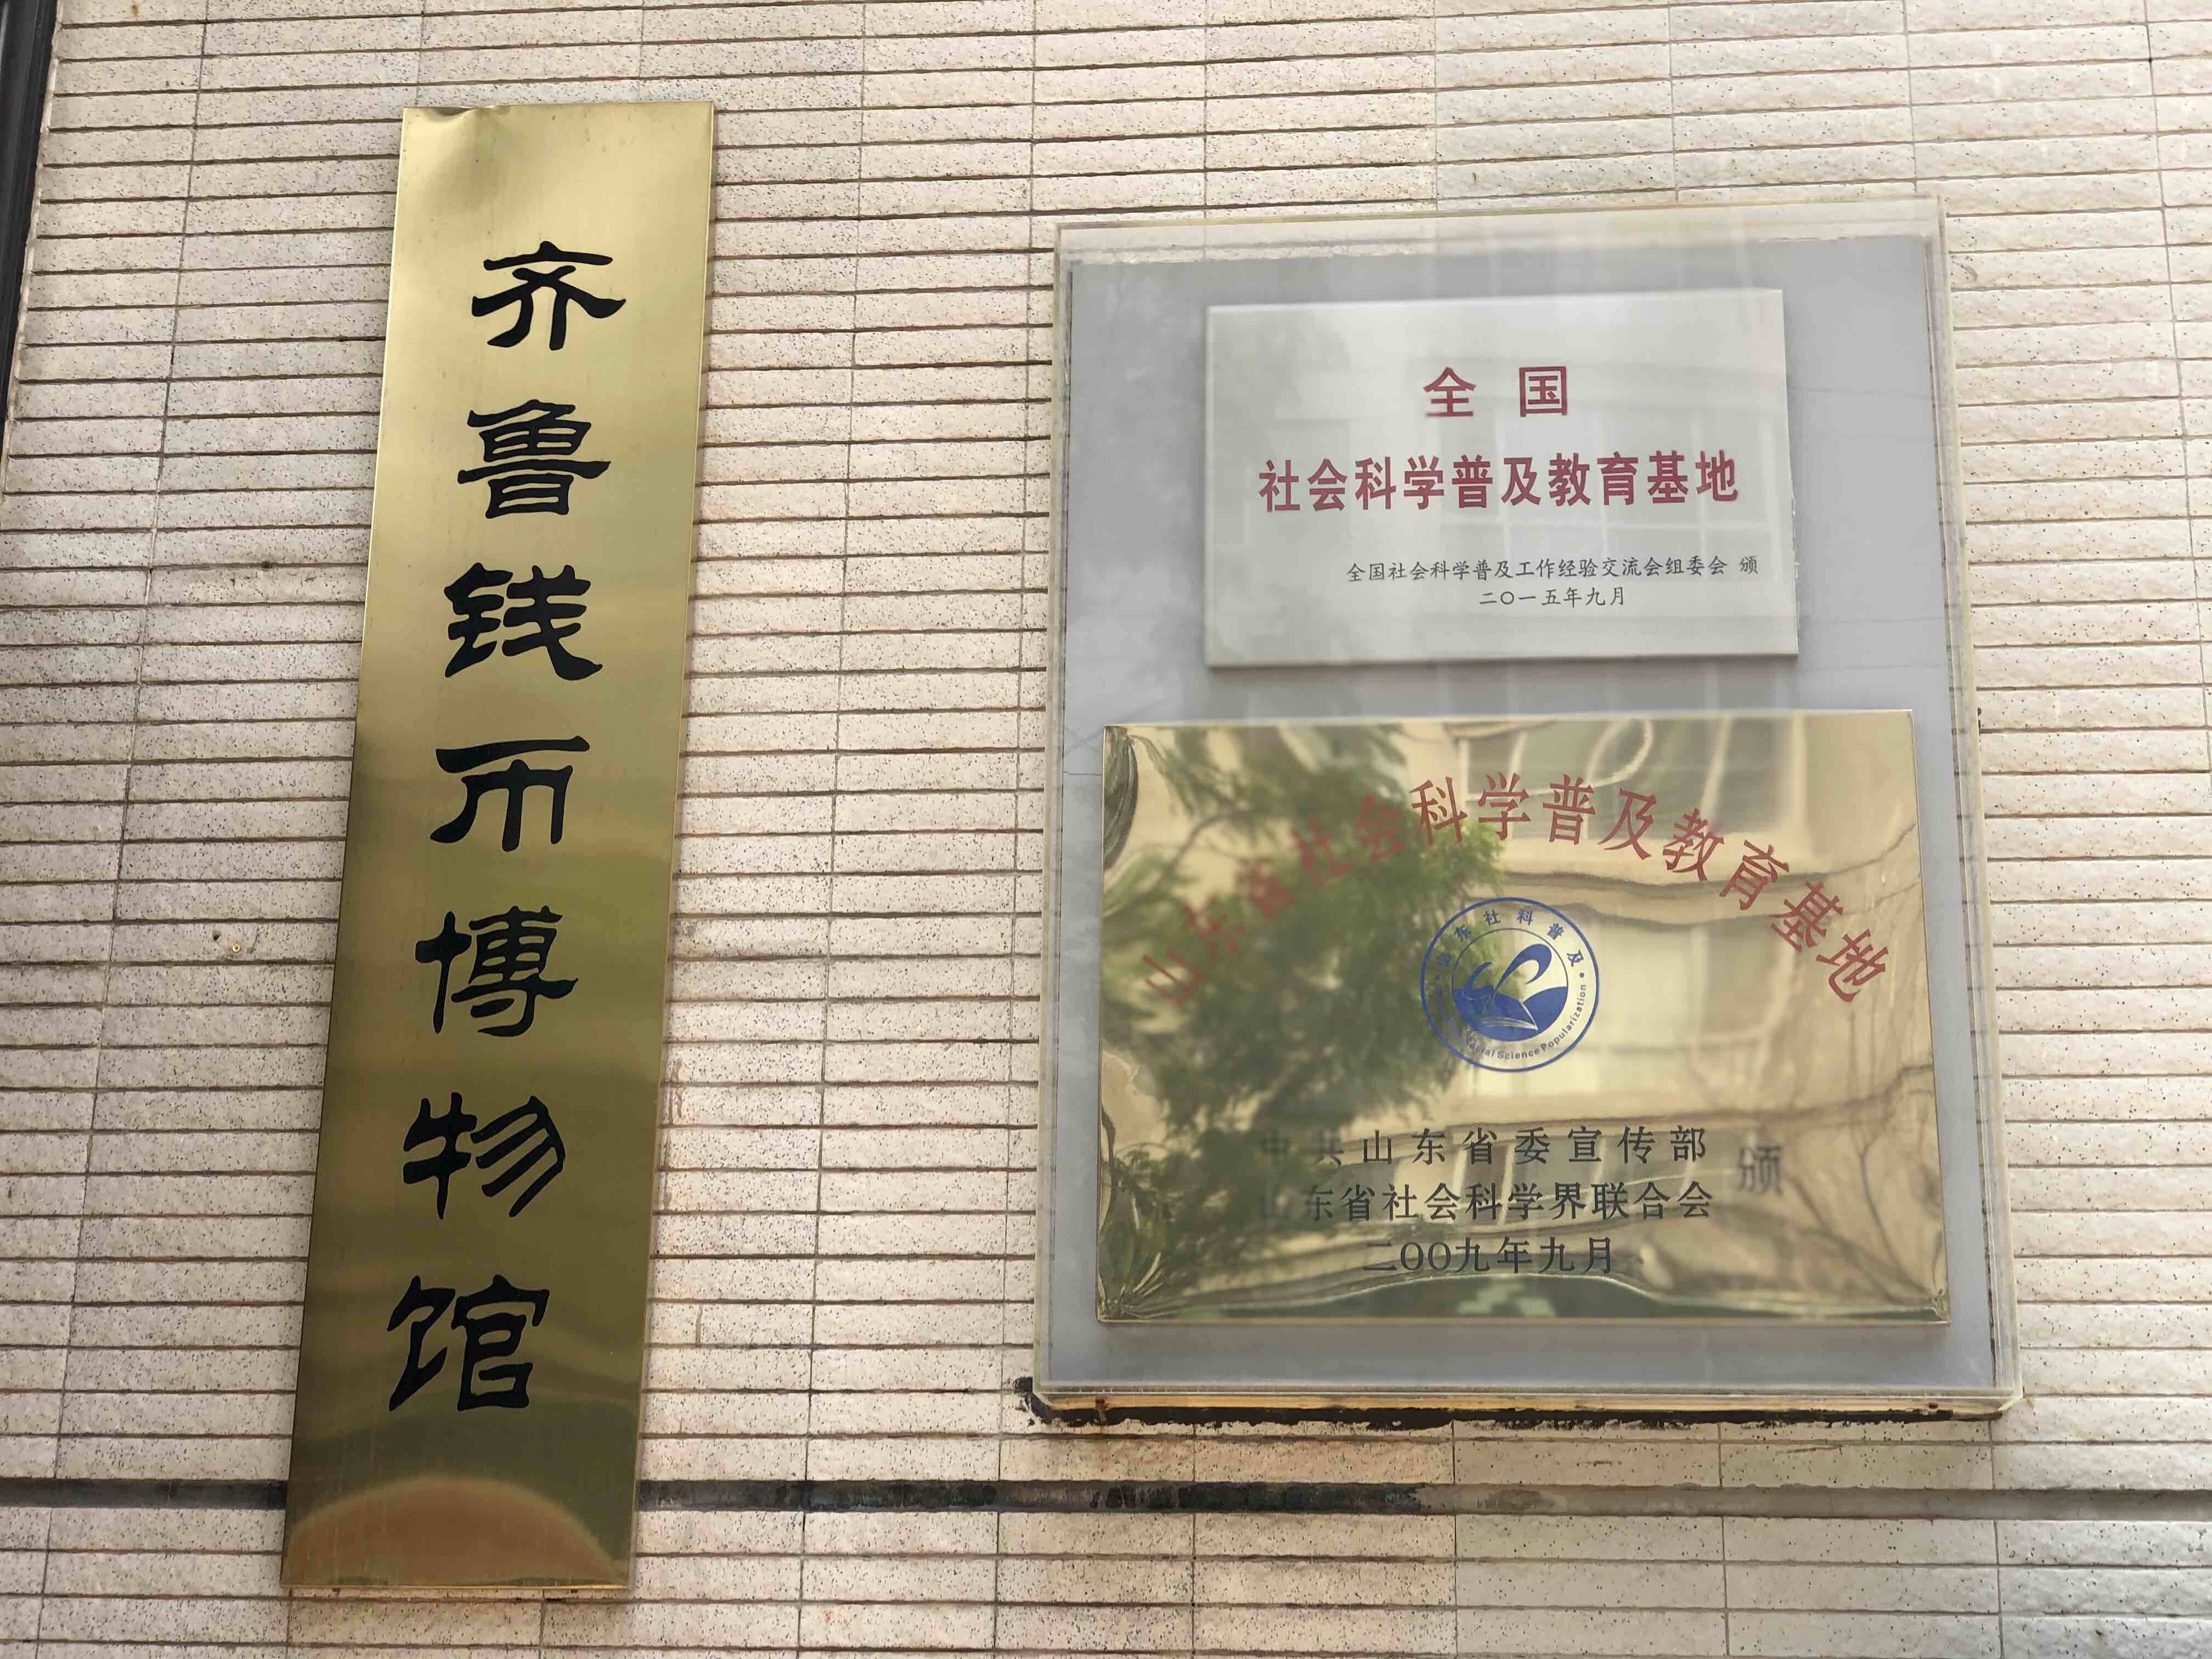 齐鲁钱币博物馆
全国
社会科学普及教育基地
全国社会科学普及工作经验交流会组委会 颁
二〇一五年九月
山东省社会科学普及教育基地
山东社科普及
Social Science Popularization
中共山东省委宣传部
山东省社会科学界联合会
颁
二〇〇九年九月